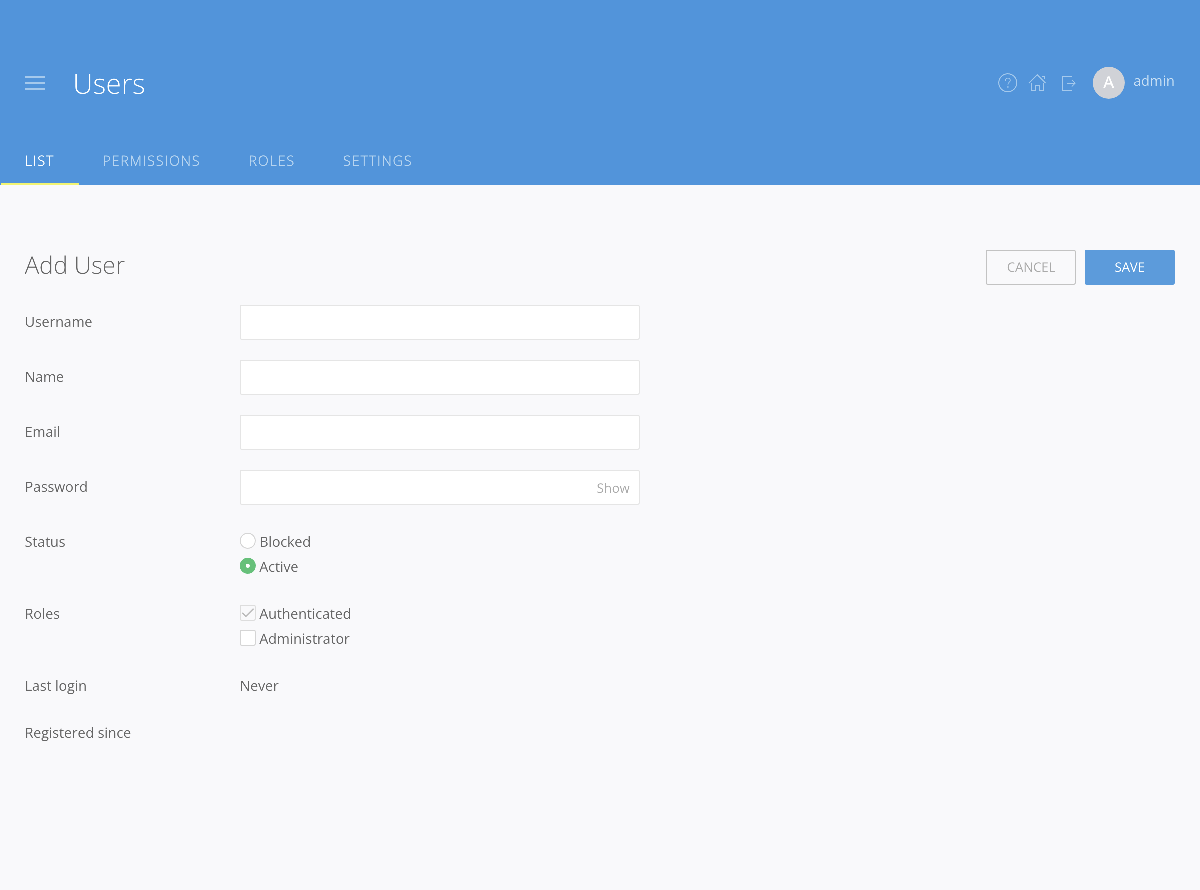 Users
?
A
admin
LIST
PERMISSIONS
ROLES
SETTINGS
Add User
CANCEL
SAVE
Username
Name
Email
Password
Show
Status
Blocked
Active
Roles
Authenticated
Administrator
Last login
Never
Registered since